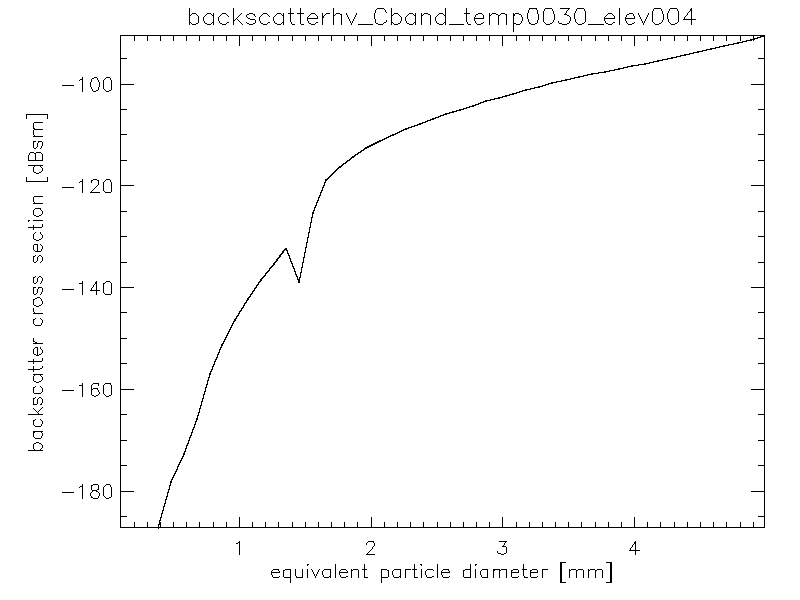 backscatterhv_Cband_temp0030_elev004
backscatter cross section [dBsm]
-100
-120
-140
-160
-180
1 2 3 4
equivalent particle diameter [mm]